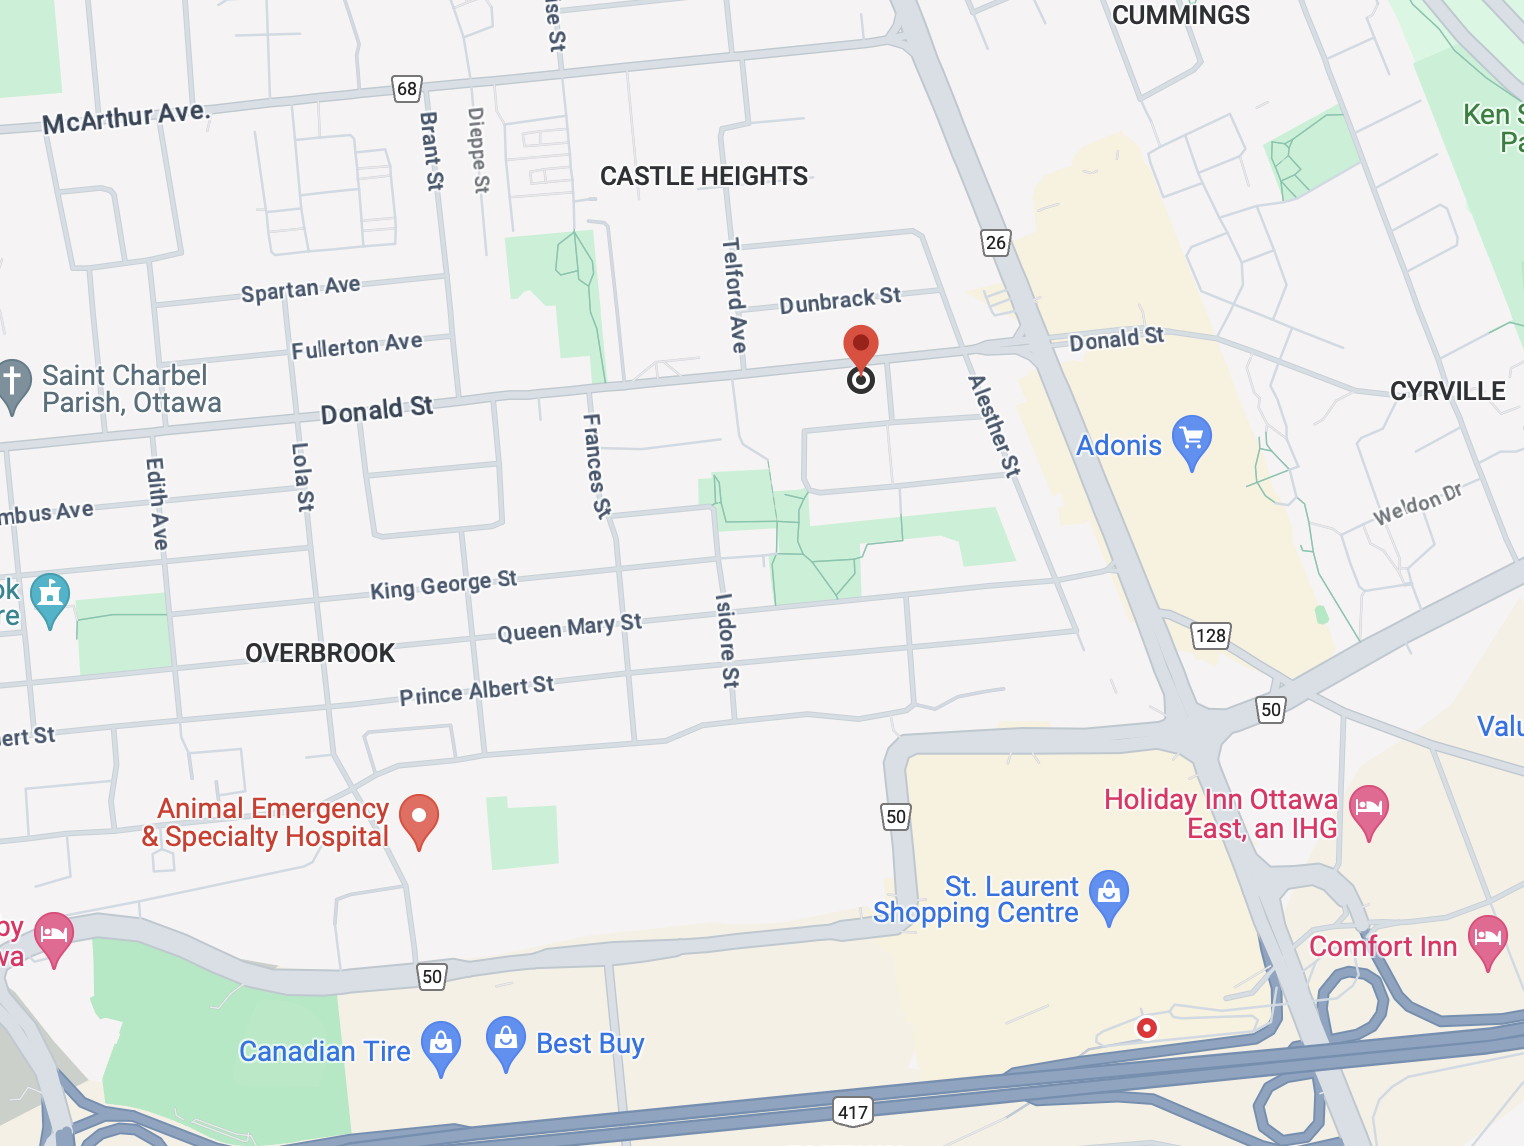 CUMMINGS
68
McArthur Ave.
Brant St
Dieppe St
Ken
CASTLE HEIGHTS
26
Telford Ave
Spartan Ave
Dunbrack St
Fullerton Ave
Donald St
Saint Charbel
Parish, Ottawa
CYRVILLE
Donald St
Alesther St
Adonis
Lola St
Frances St
Edith Ave
Weldon Dr
Ave
King George St
Queen Mary St
Isidore St
128
OVERBROOK
Prince Albert St
50
St
Animal Emergency
& Specialty Hospital
50
Holiday Inn Ottawa
East, an IHG
St. Laurent
Shopping Centre
Comfort Inn
50
Canadian Tire
Best Buy
417